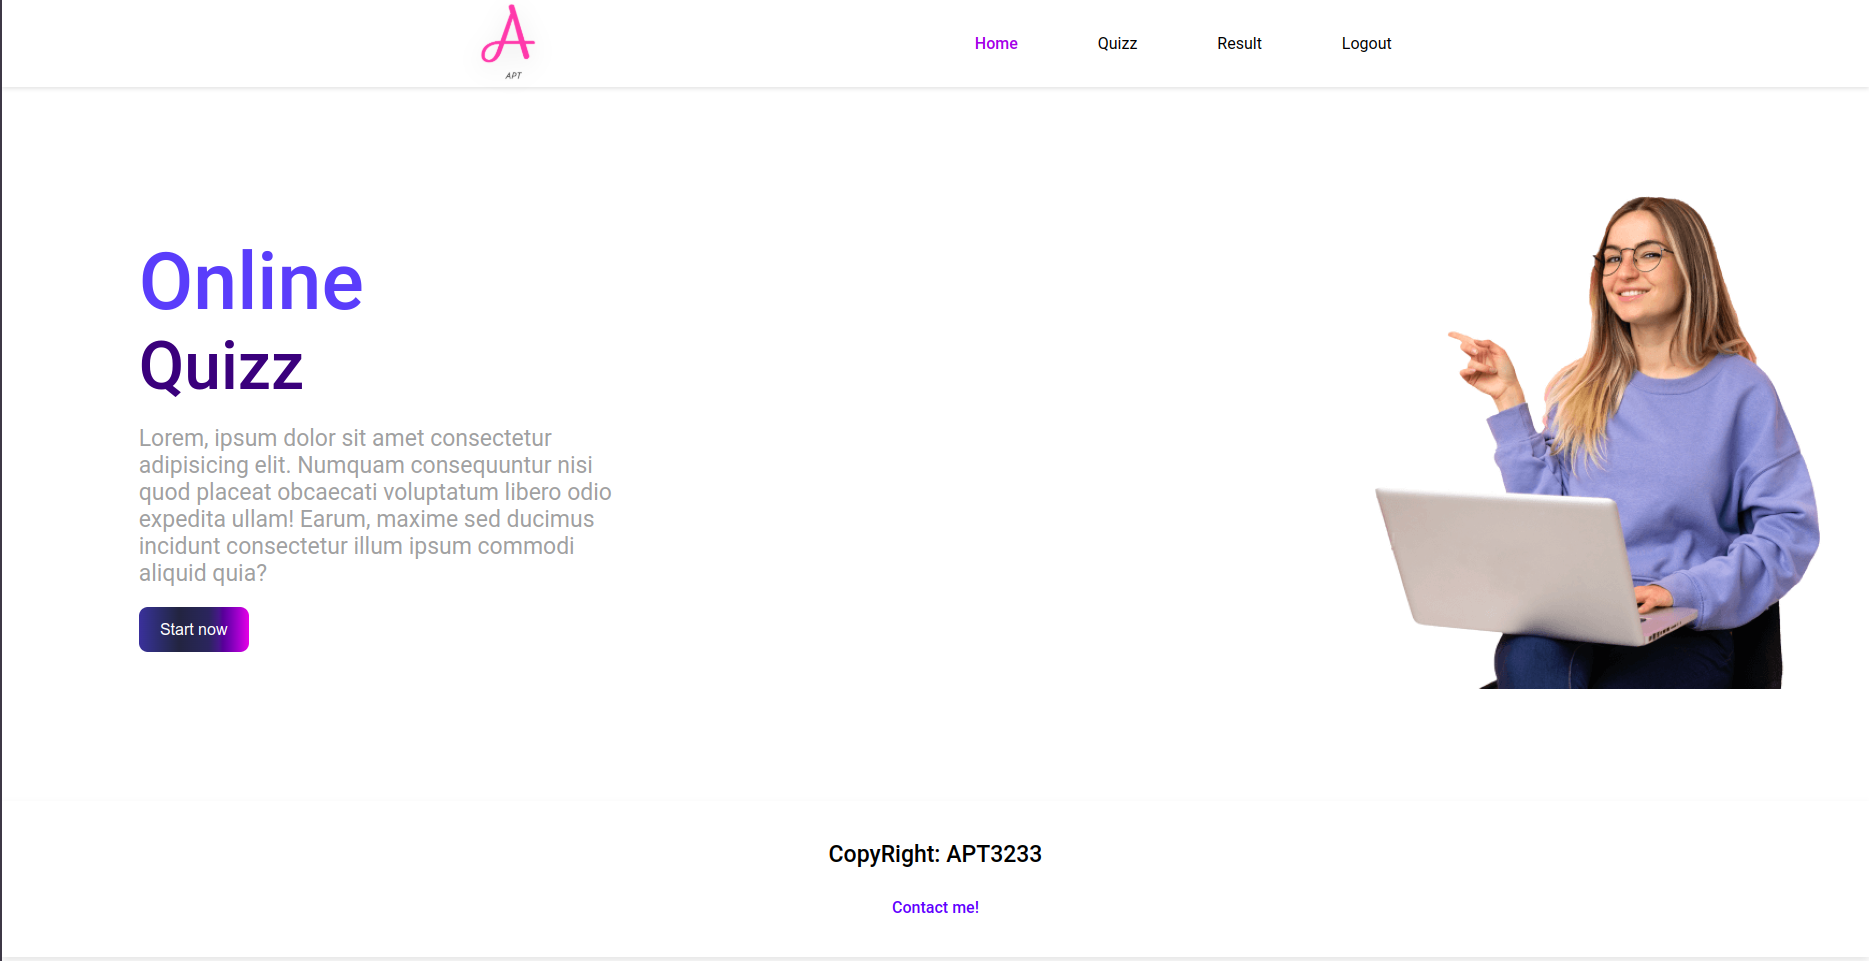 A
APT
Home Quizz Result Logout
Online
Quizz
Lorem, ipsum dolor sit amet consectetur
adipisicing elit. Numquam consequuntur nisi
quod placeat obcaecati voluptatum libero odio
expedita ullam! Earum, maxime sed ducimus
incidunt consectetur illum ipsum commodi
aliquid quia?
Start now
CopyRight: APT3233
Contact me!